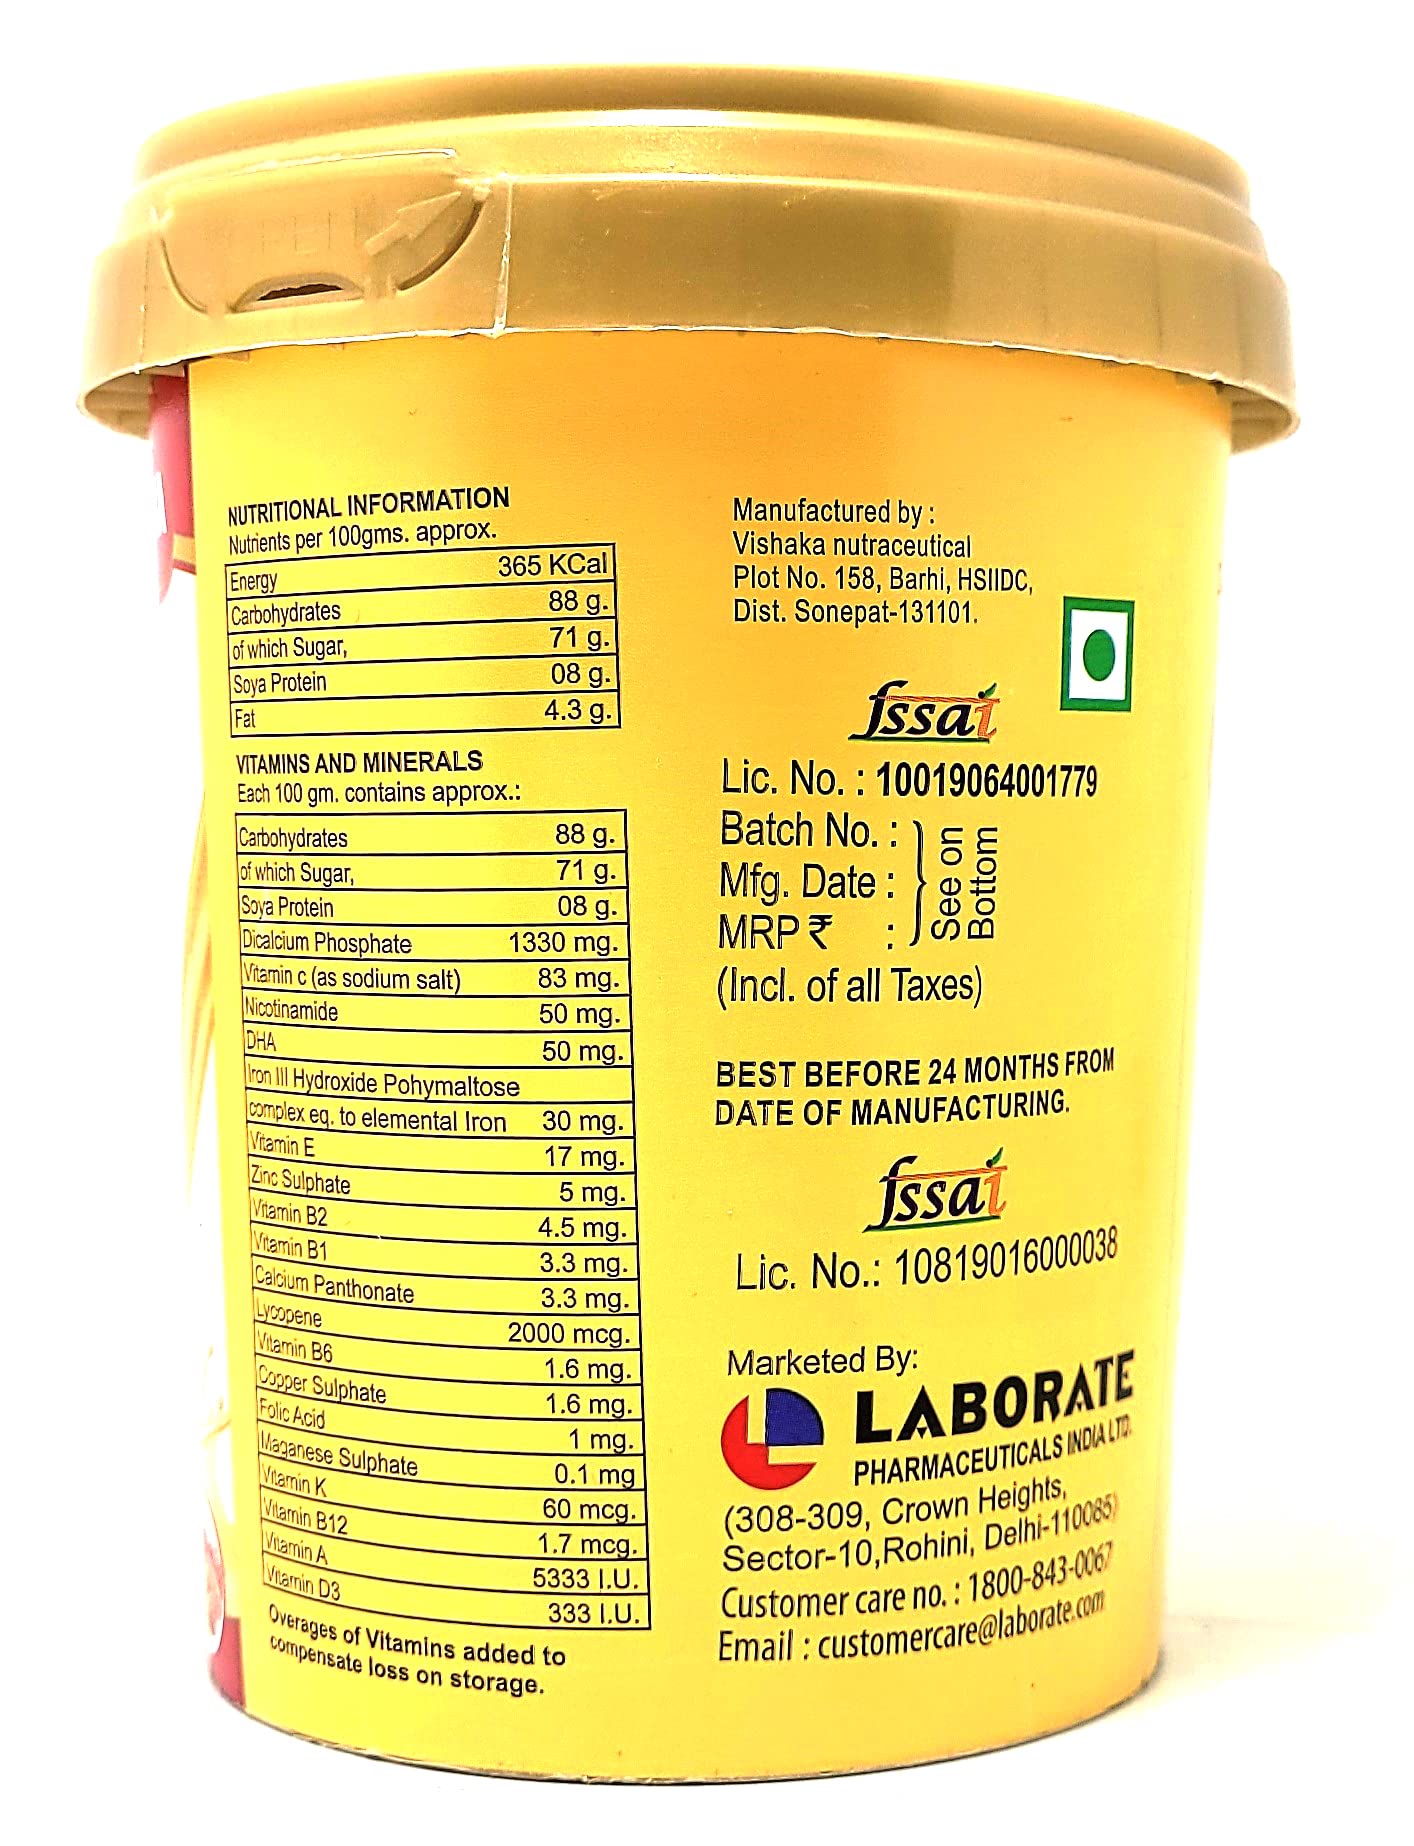 NUTRITIONAL INFORMATION
Nutrients per 100gms. approx.
Energy 365 KCal
Carbohydrates 88 g.
of which Sugar, 71 g.
Soya Protein 08 g.
Fat 4.3 g.
VITAMINS AND MINERALS
Each 100 gm. contains approx.:
Carbohydrates 88 g.
of which Sugar, 71 g.
Soya Protein 08 g.
Dicalcium Phosphate 1330 mg.
Vitamin c (as sodium salt) 83 mg.
Nicotinamide 50 mg.
DHA 50 mg.
Iron III Hydroxide Pohymaltose
complex eq. to elemental Iron 30 mg.
Vitamin E 17 mg.
Zinc Sulphate 5 mg.
Vitamin B2 4.5 mg.
Vitamin B1 3.3 mg.
Calcium Panthonate 3.3 mg.
Lycopene 2000 mcg.
Vitamin B6 1.6 mg.
Copper Sulphate 1.6 mg.
Folic Acid 1 mg.
Maganese Sulphate 0.1 mg
Vitamin K 60 mcg.
Vitamin B12 1.7 mcg.
Vitamin A 5333 I.U.
Vitamin D3 333 I.U.
Overages of Vitamins added to
compensate loss on storage.
Manufactured by :
Vishaka nutraceutical
Plot No. 158, Barhi, HSIIDC,
Dist. Sonepat-131101.
fssai
Lic. No. : 10019064001779
Batch No. :
Mfg. Date :
MRP ₹ :
See on
Bottom
(Incl. of all Taxes)
BEST BEFORE 24 MONTHS FROM
DATE OF MANUFACTURING.
fssai
Lic. No.: 10819016000038
Marketed By:
LABORATE
PHARMACEUTICALS INDIA LTD.
(308-309, Crown Heights,
Sector-10,Rohini, Delhi-110085)
Customer care no. : 1800-843-0067
Email : customercare@laborate.com